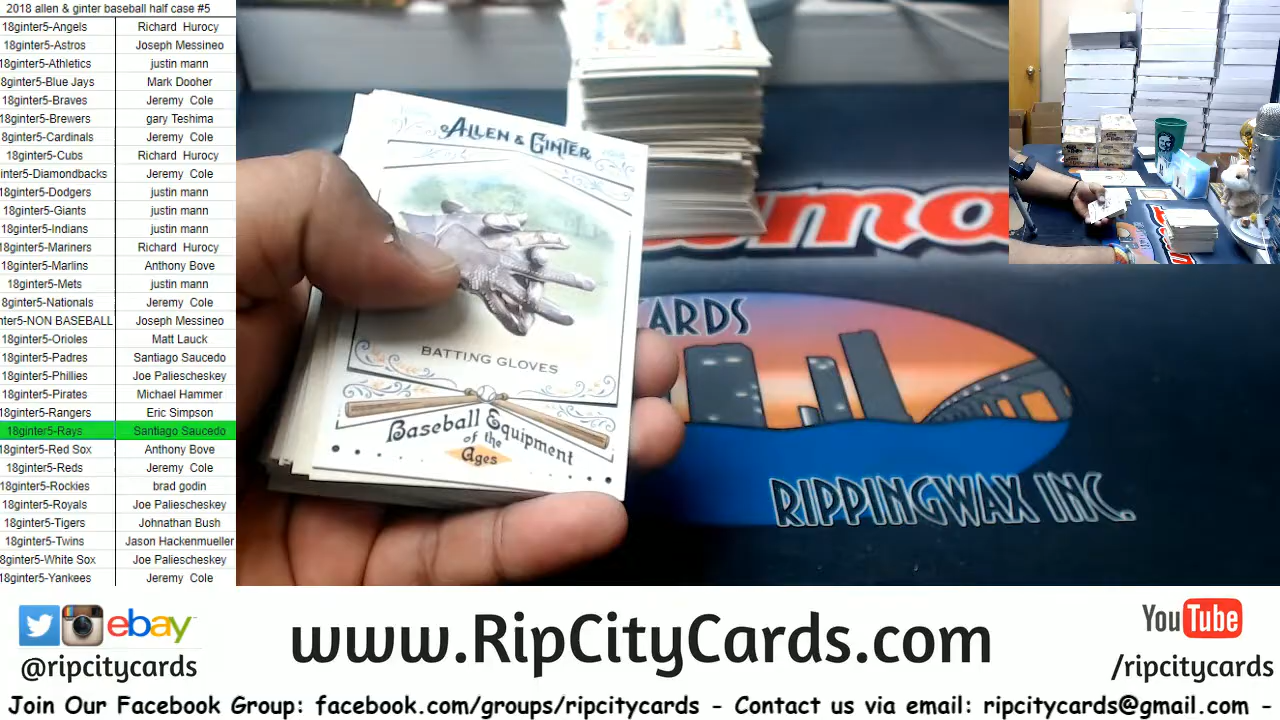 2018 allen & ginter baseball half case #5
18ginter5-Angels Richard Hurocy
18ginter5-Astros Joseph Messineo
18ginter5-Athletics justin mann
8ginter5-Blue Jays Mark Dooher
18ginter5-Braves Jeremy Cole
18ginter5-Brewers gary Teshima
8ginter5-Cardinals Jeremy Cole
18ginter5-Cubs Richard Hurocy
inter5-Diamondbacks Jeremy Cole
18ginter5-Dodgers justin mann
18ginter5-Giants justin mann
18ginter5-Indians justin mann
18ginter5-Mariners Richard Hurocy
18ginter5-Marlins Anthony Bove
18ginter5-Mets justin mann
8ginter5-Nationals Jeremy Cole
nter5-NON BASEBALL Joseph Messineo
18ginter5-Orioles Matt Lauck
18ginter5-Padres Santiago Saucedo
18ginter5-Phillies Joe Paliescheskey
18ginter5-Pirates Michael Hammer
18ginter5-Rangers Eric Simpson
18ginter5-Rays Santiago Saucedo
18ginter5-Red Sox Anthony Bove
18ginter5-Reds Jeremy Cole
18ginter5-Rockies brad godin
18ginter5-Royals Joe Paliescheskey
18ginter5-Tigers Johnathan Bush
18ginter5-Twins Jason Hackenmueller
8ginter5-White Sox Joe Paliescheskey
18ginter5-Yankees Jeremy Cole
ALLEN & GINTER
BATTING GLOVES
Baseball Equipment
of the
Ages
CARDS
RIPPINGWAX INC.
ebay
@ripcitycards
www.RipCityCards.com
YouTube
/ripcitycards
Join Our Facebook Group: facebook.com/groups/ripcitycards - Contact us via email: ripcitycards@gmail.com -